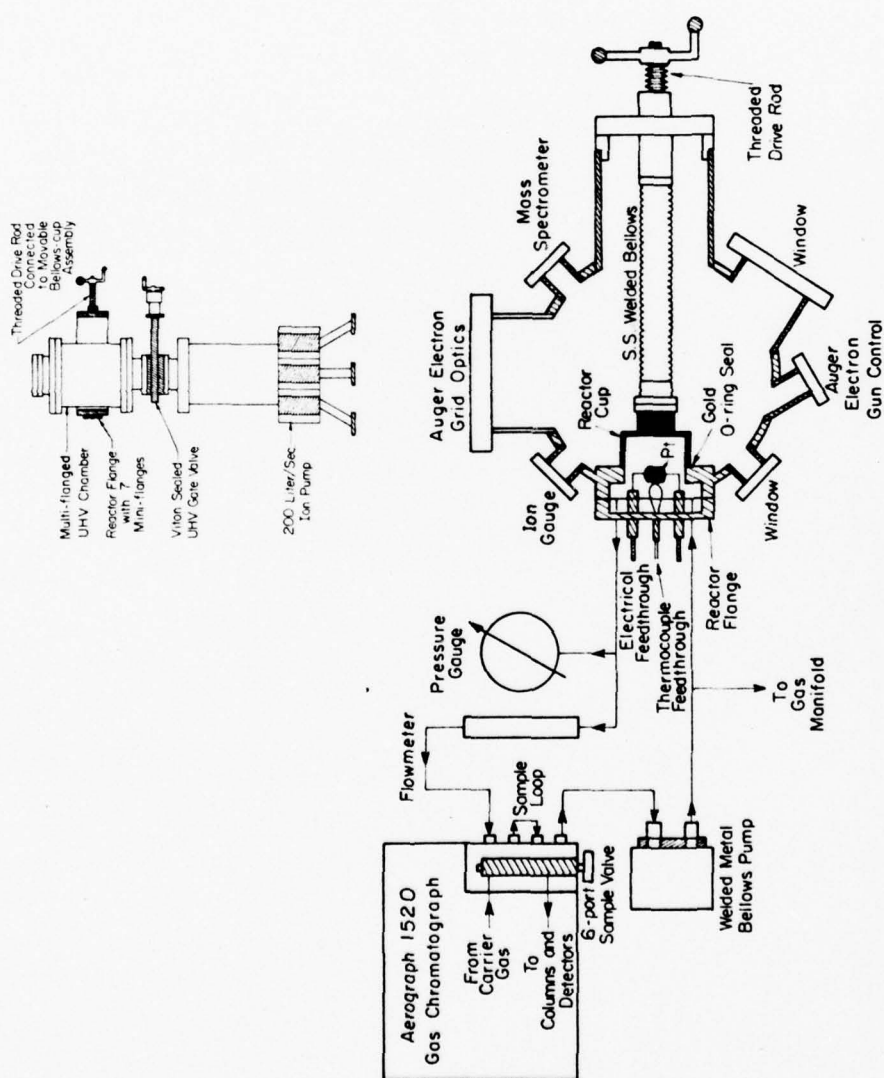 Threaded Drive Rod
Connected
to Movable
Bellows-cup
Assembly
Multi-flanged
UHV Chamber
Reactor Flange
with 7
Mini-flanges
Viton Sealed
UHV Gate Valve
200 Liter/Sec
Ion Pump
Auger Electron
Grid Optics
Mass
Spectrometer
Ion
Gauge
Reactor
Cup
S.S Welded Bellows
Threaded
Drive Rod
Pt
Gold
O-ring Seal
Window
Auger
Electron
Gun Control
Window
Electrical
Feedthrough
Thermocouple
Feedthrough
Reactor
Flange
Pressure
Gauge
Flowmeter
To
Gas
Manifold
Aerograph 1520
Gas Chromatograph
From
Carrier
Gas
To
Columns and
Detectors
Sample
Loop
6-port
Sample Valve
Welded Metal
Bellows Pump